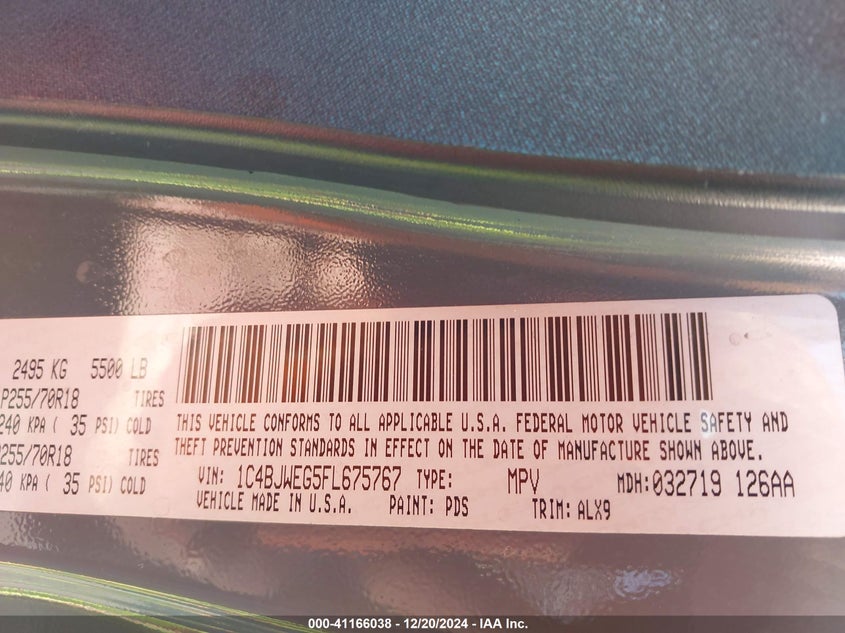 2495 KG 5500 LB
P255/70R18 TIRES
240 KPA ( 35 PSI) COLD
P255/70R18 TIRES
40 KPA ( 35 PSI) COLD
THIS VEHICLE CONFORMS TO ALL APPLICABLE U.S.A. FEDERAL MOTOR VEHICLE SAFETY AND
THEFT PREVENTION STANDARDS IN EFFECT ON THE DATE OF MANUFACTURE SHOWN ABOVE.
VIN: 1C4BJWEG5FL675767 TYPE: MPV MDH: 032719 126AA
VEHICLE MADE IN U.S.A. PAINT: PDS TRIM: ALX9
000-41166038 - 12/20/2024 - IAA Inc.